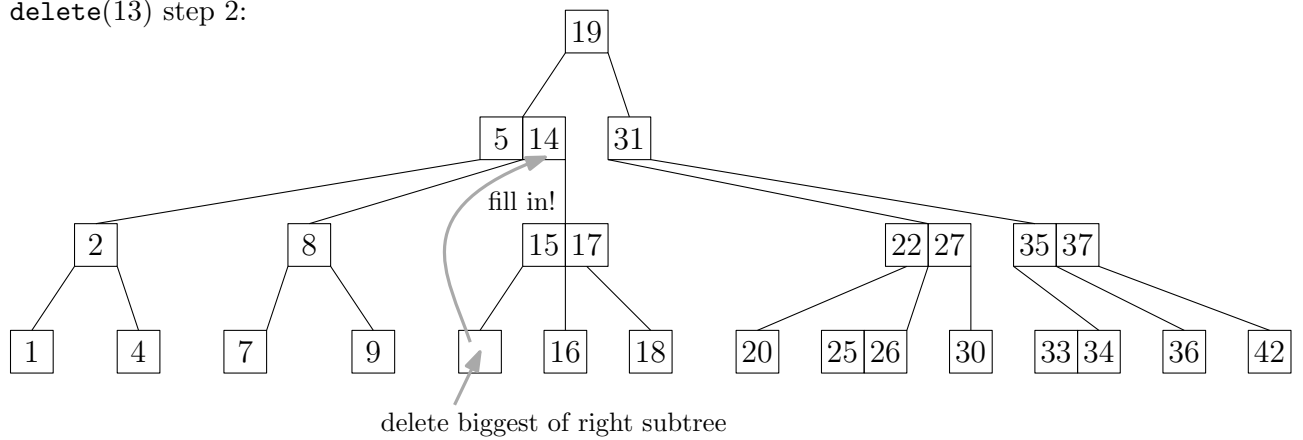 delete(13) step 2:
19
5 14 31
fill in!
2 8 15 17 22 27 35 37
1 4 7 9 16 18 20 25 26 30 33 34 36 42
delete biggest of right subtree